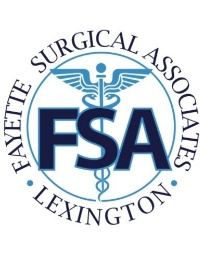 FAYETTE SURGICAL ASSOCIATES
FSA
• LEXINGTON •